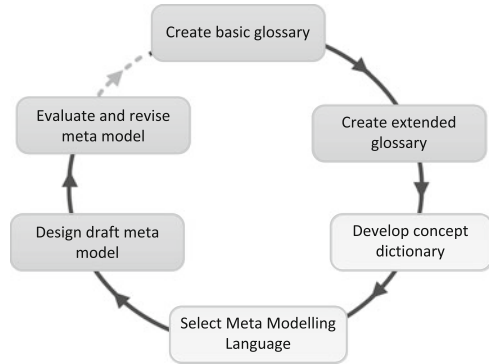 Create basic glossary
Create extended
glossary
Develop concept
dictionary
Select Meta Modelling
Language
Design draft meta
model
Evaluate and revise
meta model